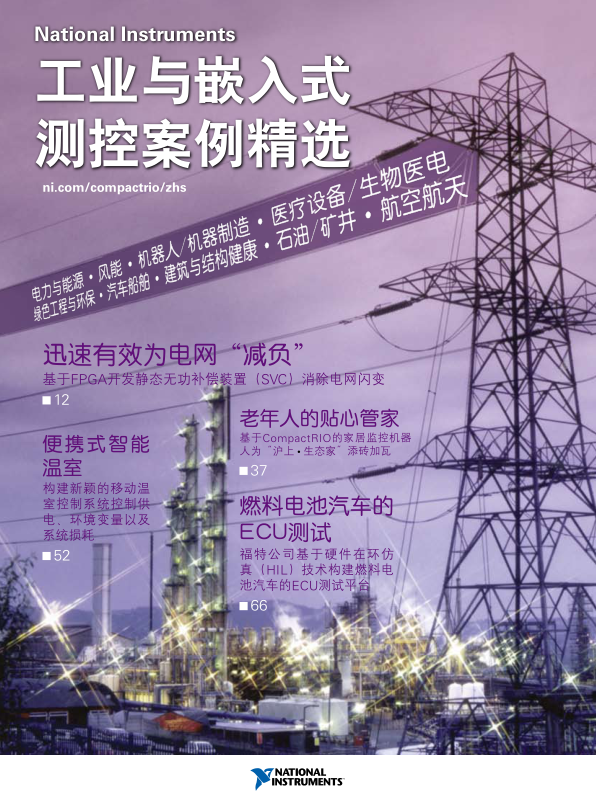 National Instruments
工业与嵌入式
测控案例精选
ni.com/compactrio/zhs
电力与能源・风能・机器人/机器制造・医疗设备/生物医电
绿色工程与环保・汽车船舶・建筑与结构健康・石油/矿井・航空航天
迅速有效为电网“减负”
基于FPGA开发静态无功补偿装置（SVC）消除电网闪变
■12
老年人的贴心管家
基于CompactRIO的家居监控机器
人为“沪上・生态家”添砖加瓦
■37
便携式智能
温室
构建新颖的移动温
室控制系统控制供
电、环境变量以及
系统损耗
■52
燃料电池汽车的
ECU测试
福特公司基于硬件在环仿
真（HIL）技术构建燃料电
池汽车的ECU测试平台
■66
NATIONAL
INSTRUMENTS